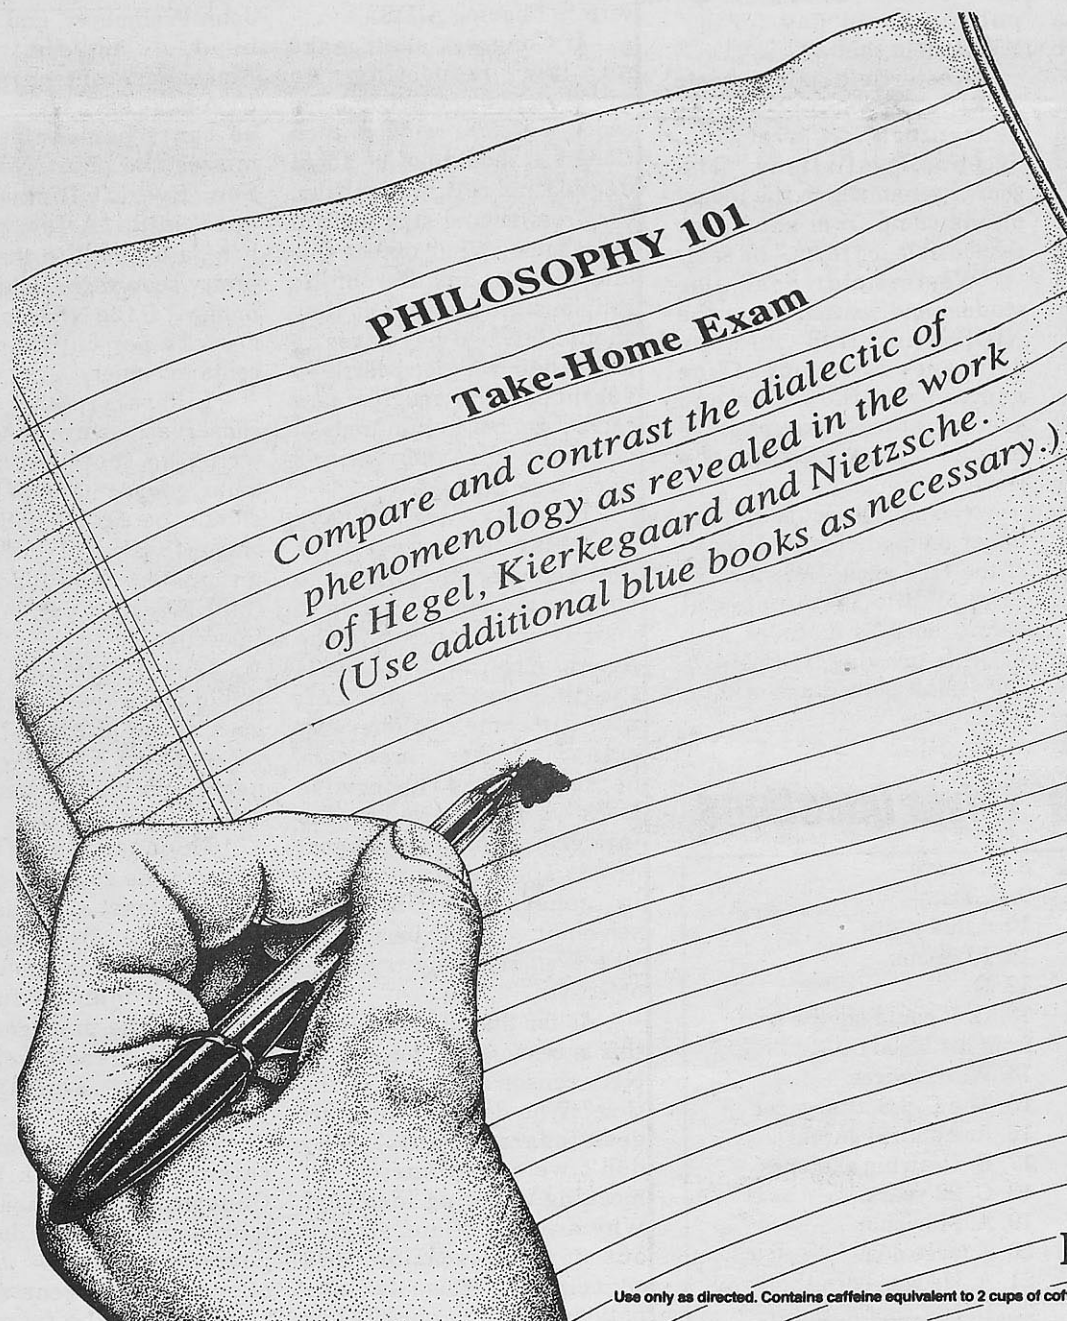 PHILOSOPHY 101
Take-Home Exam
Compare and contrast the dialectic of
phenomenology as revealed in the work
of Hegel, Kierkegaard and Nietzsche.
(Use additional blue books as necessary.)
Use only as directed. Contains caffeine equivalent to 2 cups of